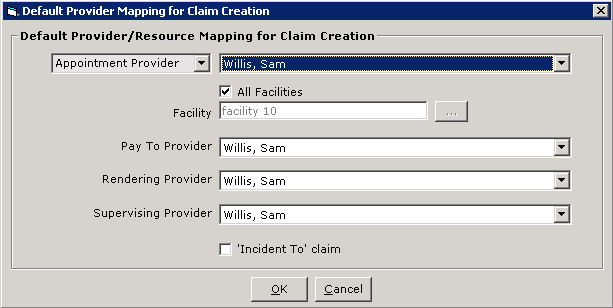 Default Provider Mapping for Claim Creation
Default Provider/Resource Mapping for Claim Creation
Appointment Provider Willis, Sam
All Facilities
Facility facility 10 ...
Pay To Provider Willis, Sam
Rendering Provider Willis, Sam
Supervising Provider Willis, Sam
'Incident To' claim
OK Cancel